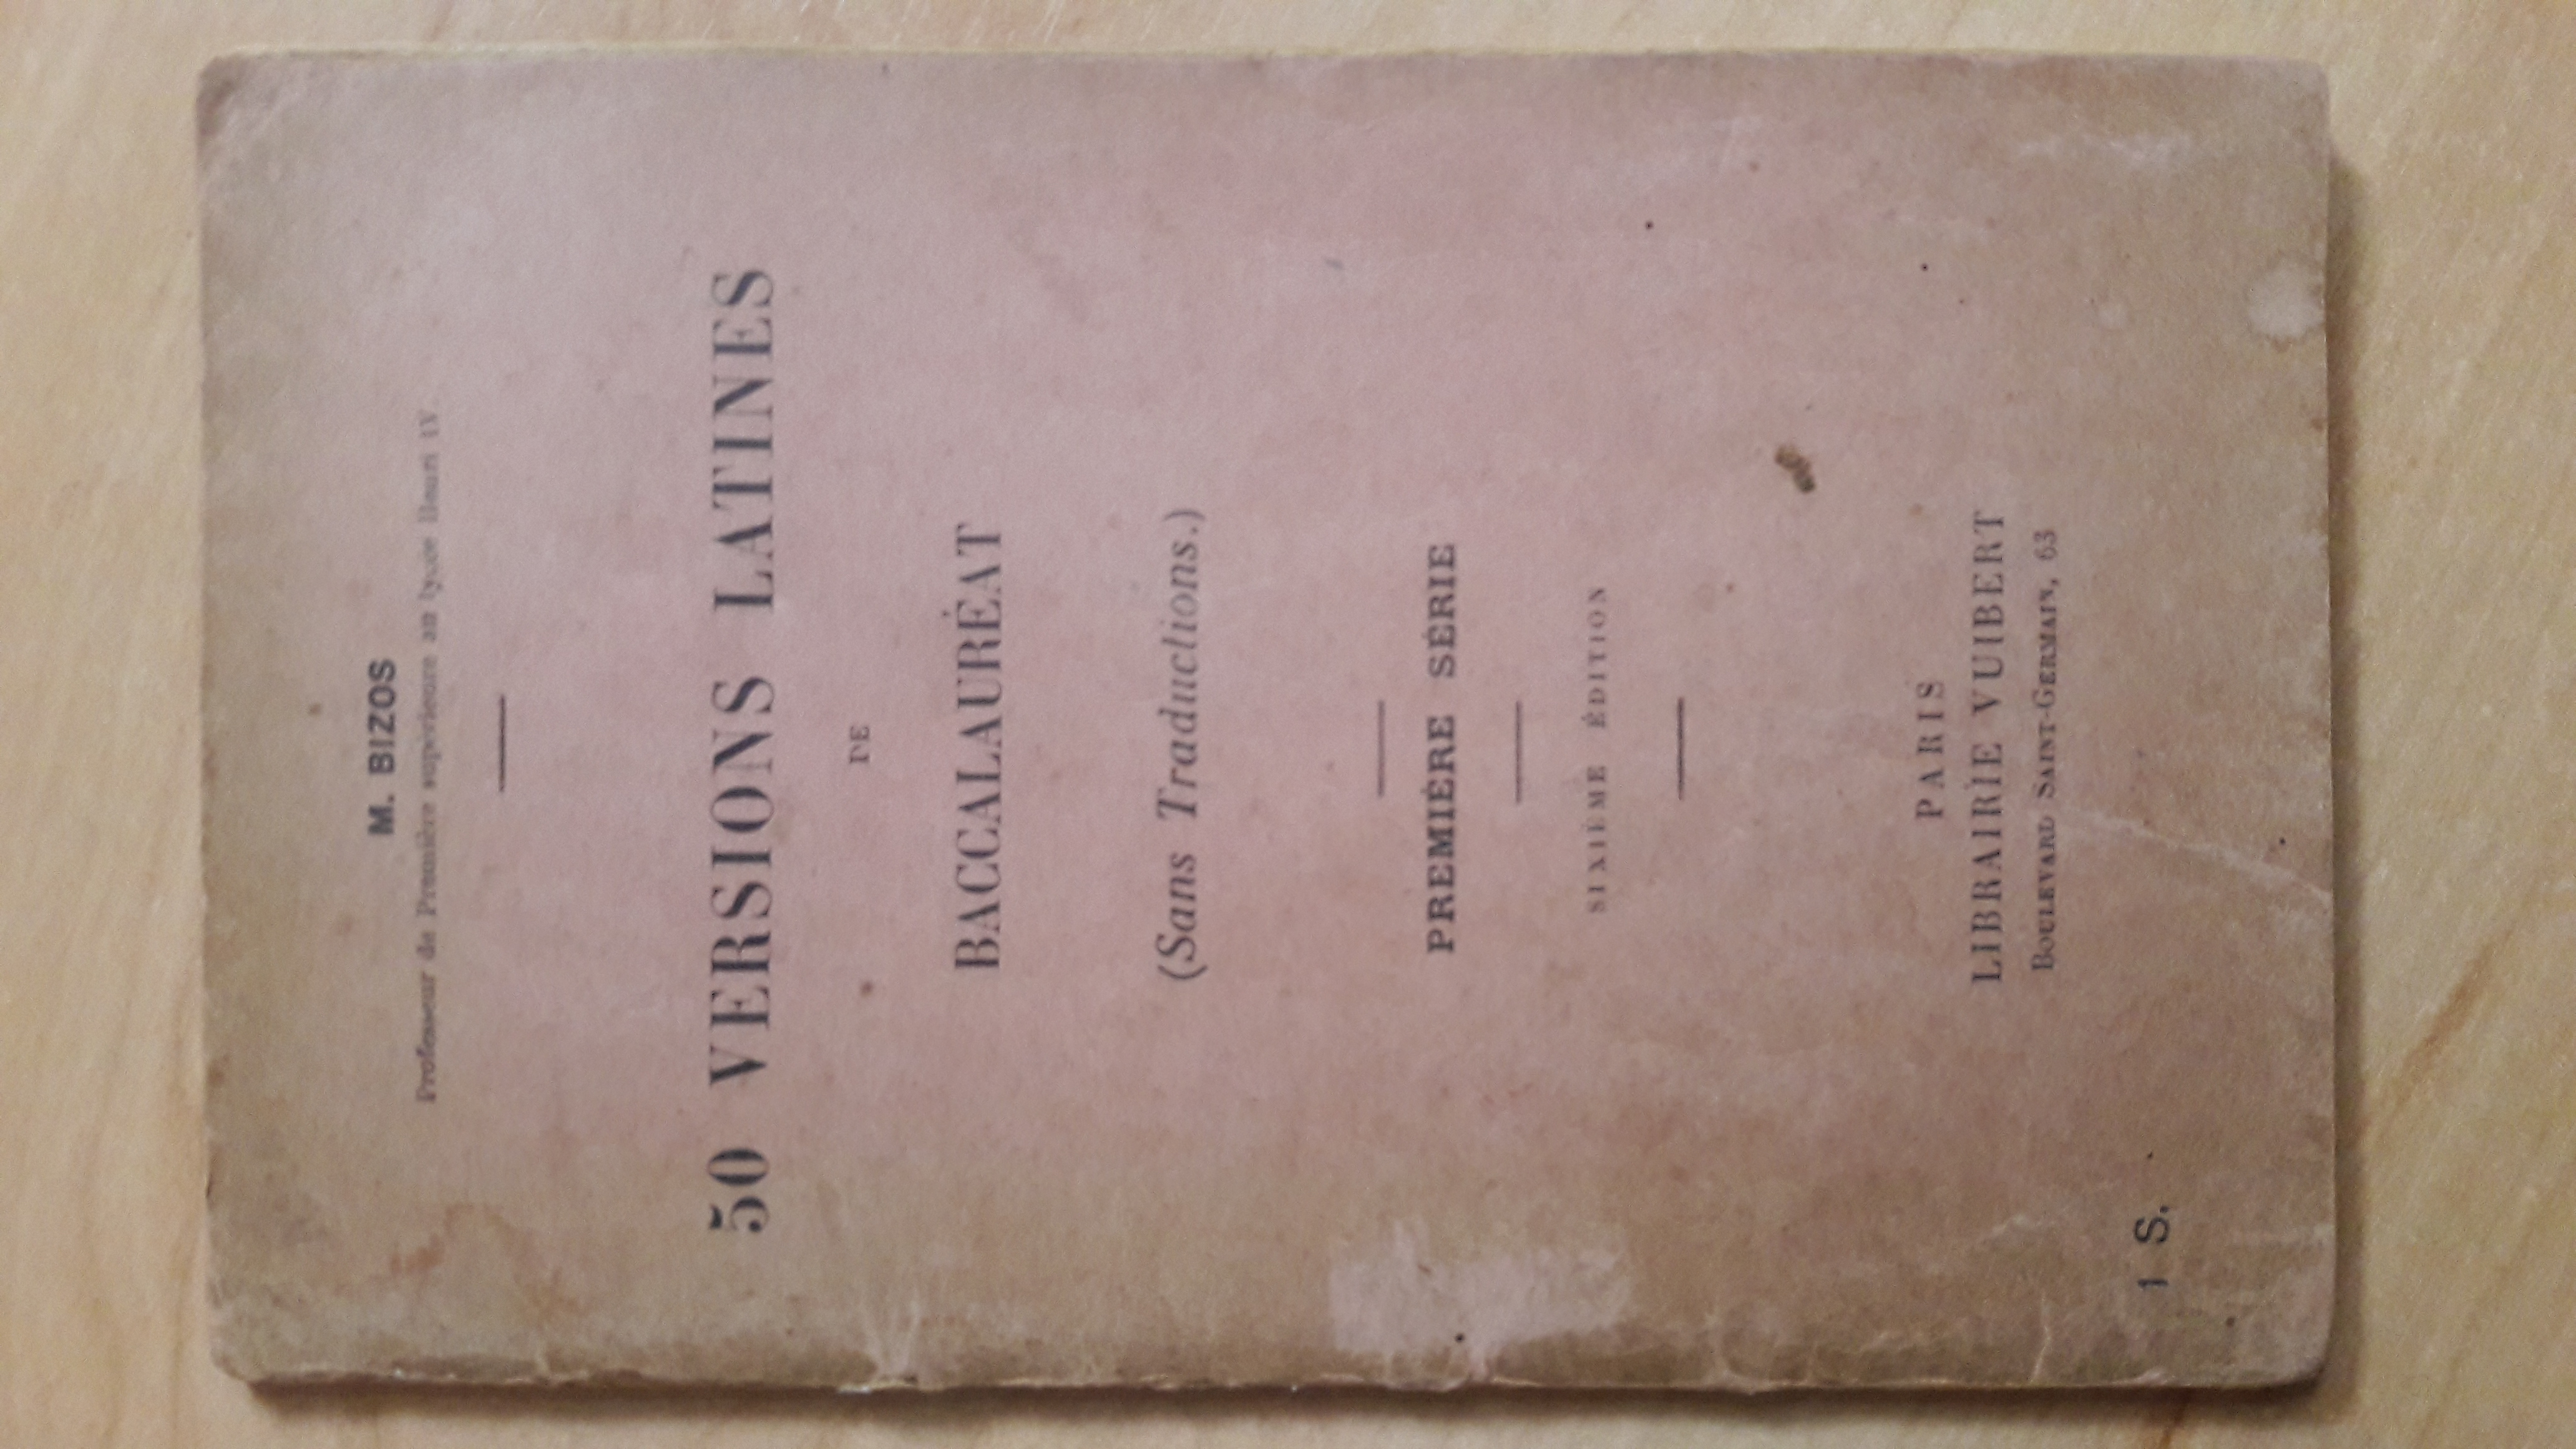 M. BIZOS
Professeur de Première supérieure au lycée Henri IV
50 VERSIONS LATINES
DE
BACCALAURÉAT
(Sans Traductions.)
PREMIÈRE SÉRIE
SIXIÈME ÉDITION
PARIS
LIBRAIRIE VUIBERT
BOULEVARD SAINT-GERMAIN, 63
1 S.